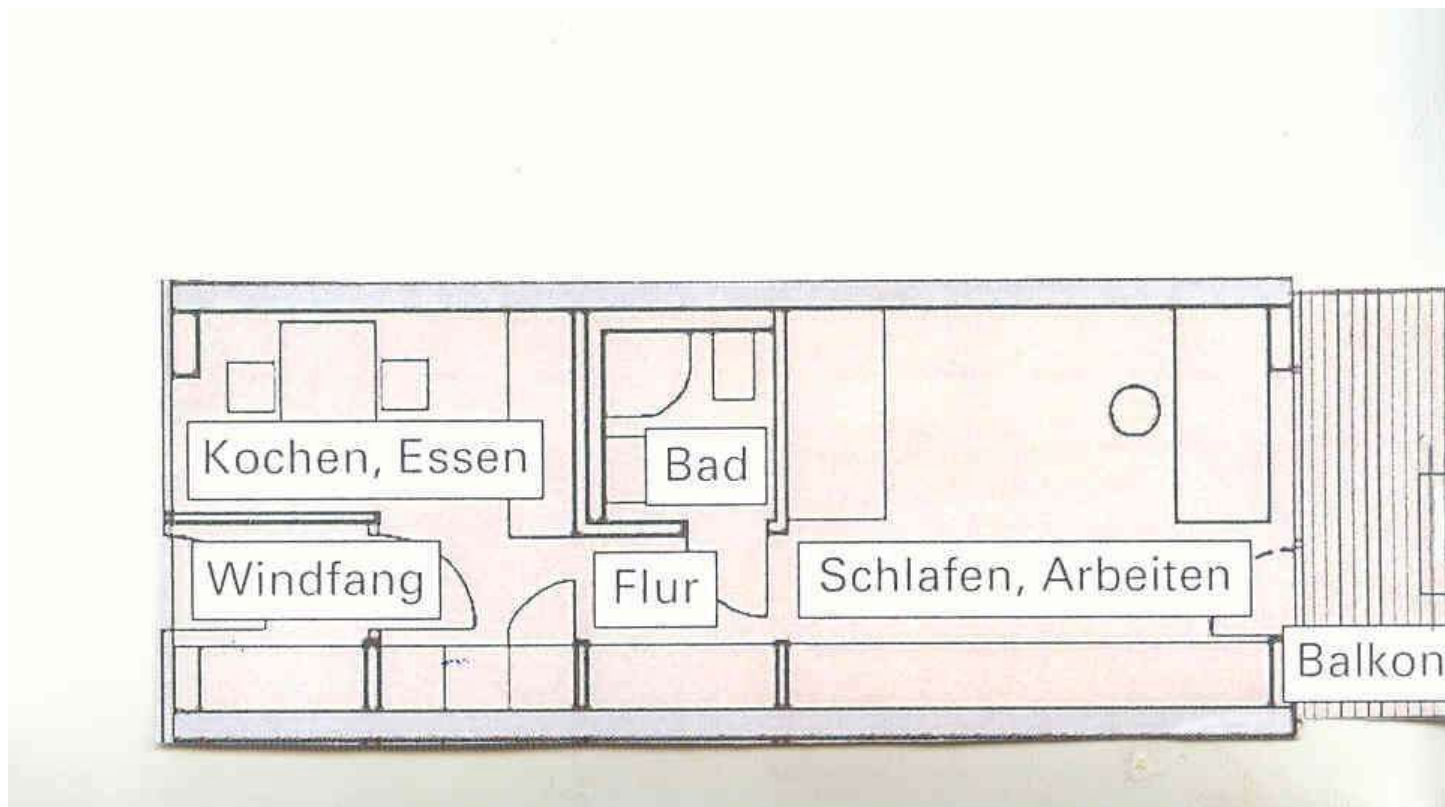 Kochen, Essen
Bad
Windfang
Flur
Schlafen, Arbeiten
Balkon